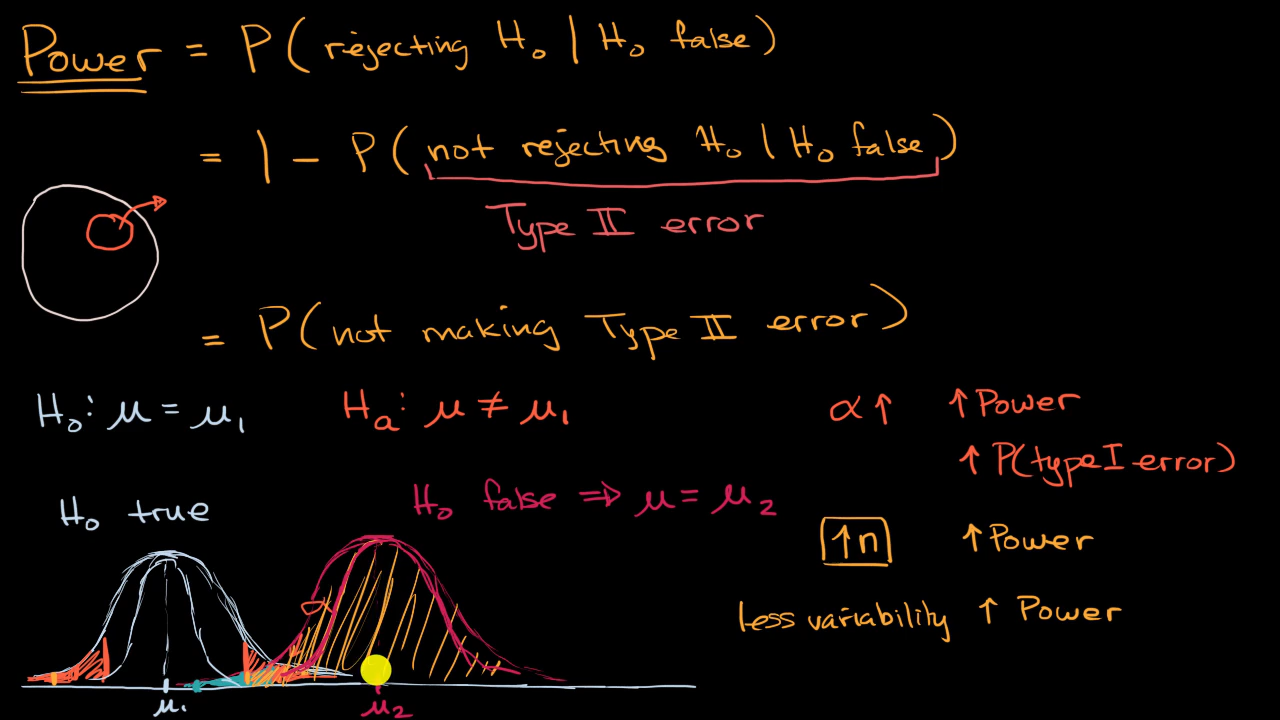 Power = P(rejecting H₀ | H₀ false)
= 1 - P(not rejecting H₀ | H₀ false)
Type II error
= P(not making Type II error)
H₀: μ = μ₁
Hₐ: μ ≠ μ₁
α↑ ↑Power
↑P(type I error)
H₀ true
H₀ false ⇒ μ = μ₂
↑n ↑Power
α
less variability ↑ Power
μ₁
μ₂